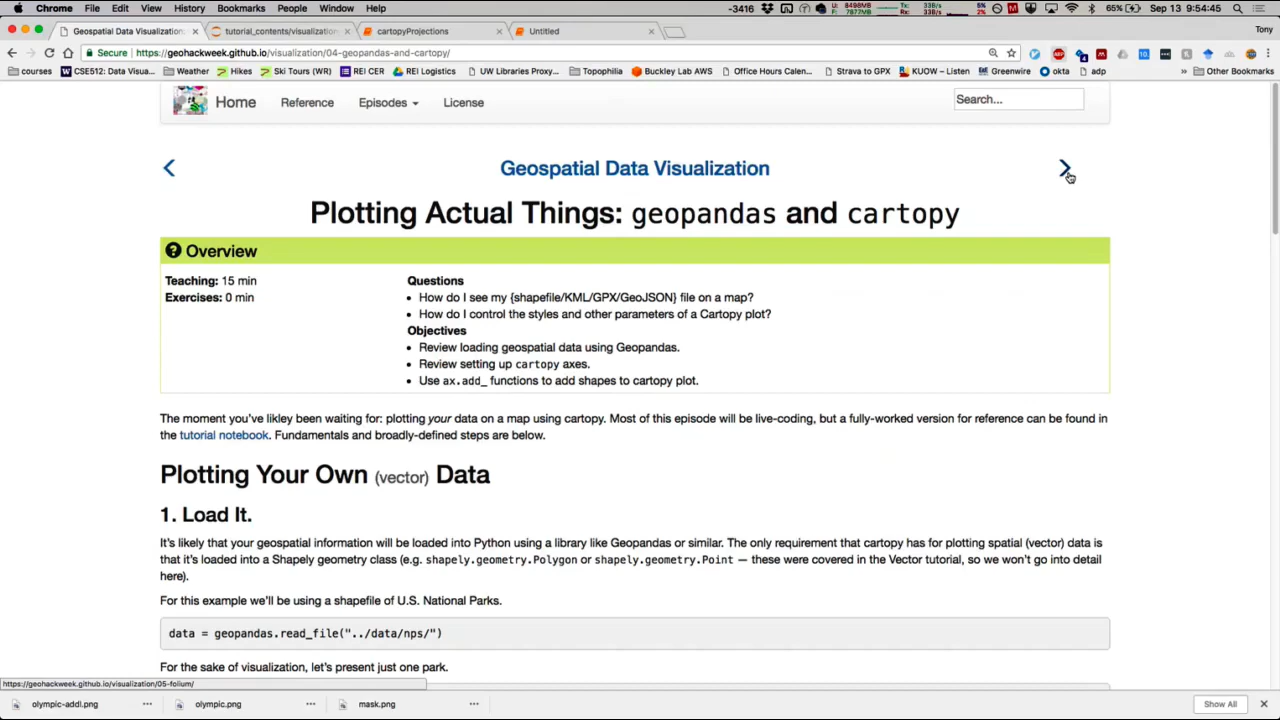 Chrome File Edit View History Bookmarks People Window Help -3416 8498MB 7877MB Tx: 33B/s Rx: 33B/s 65% Sep 13 9:54:45
Geospatial Data Visualization tutorial_contents/visualization cartopyProjections Untitled Tony
Secure https://geohackweek.github.io/visualization/04-geopandas-and-cartopy/
courses CSE512: Data Visua... Weather Hikes Ski Tours (WR) REI CER REI Logistics UW Libraries Proxy... Topophilia Buckley Lab AWS Office Hours Calen... Strava to GPX KUOW – Listen Greenwire okta adp » Other Bookmarks
Home Reference Episodes License Search...
Geospatial Data Visualization
Plotting Actual Things: geopandas and cartopy
Overview
Teaching: 15 min
Exercises: 0 min
Questions
• How do I see my {shapefile/KML/GPX/GeoJSON} file on a map?
• How do I control the styles and other parameters of a Cartopy plot?
Objectives
• Review loading geospatial data using Geopandas.
• Review setting up cartopy axes.
• Use ax.add_ functions to add shapes to cartopy plot.
The moment you've likley been waiting for: plotting your data on a map using cartopy. Most of this episode will be live-coding, but a fully-worked version for reference can be found in
the tutorial notebook. Fundamentals and broadly-defined steps are below.
Plotting Your Own (vector) Data
1. Load It.
It's likely that your geospatial information will be loaded into Python using a library like Geopandas or similar. The only requirement that cartopy has for plotting spatial (vector) data is
that it's loaded into a Shapely geometry class (e.g. shapely.geometry.Polygon or shapely.geometry.Point — these were covered in the Vector tutorial, so we won't go into detail
here).
For this example we'll be using a shapefile of U.S. National Parks.
data = geopandas.read_file("../data/nps/")
For the sake of visualization, let's present just one park.
https://geohackweek.github.io/visualization/05-folium/
olympic-addl.png olympic.png mask.png Show All